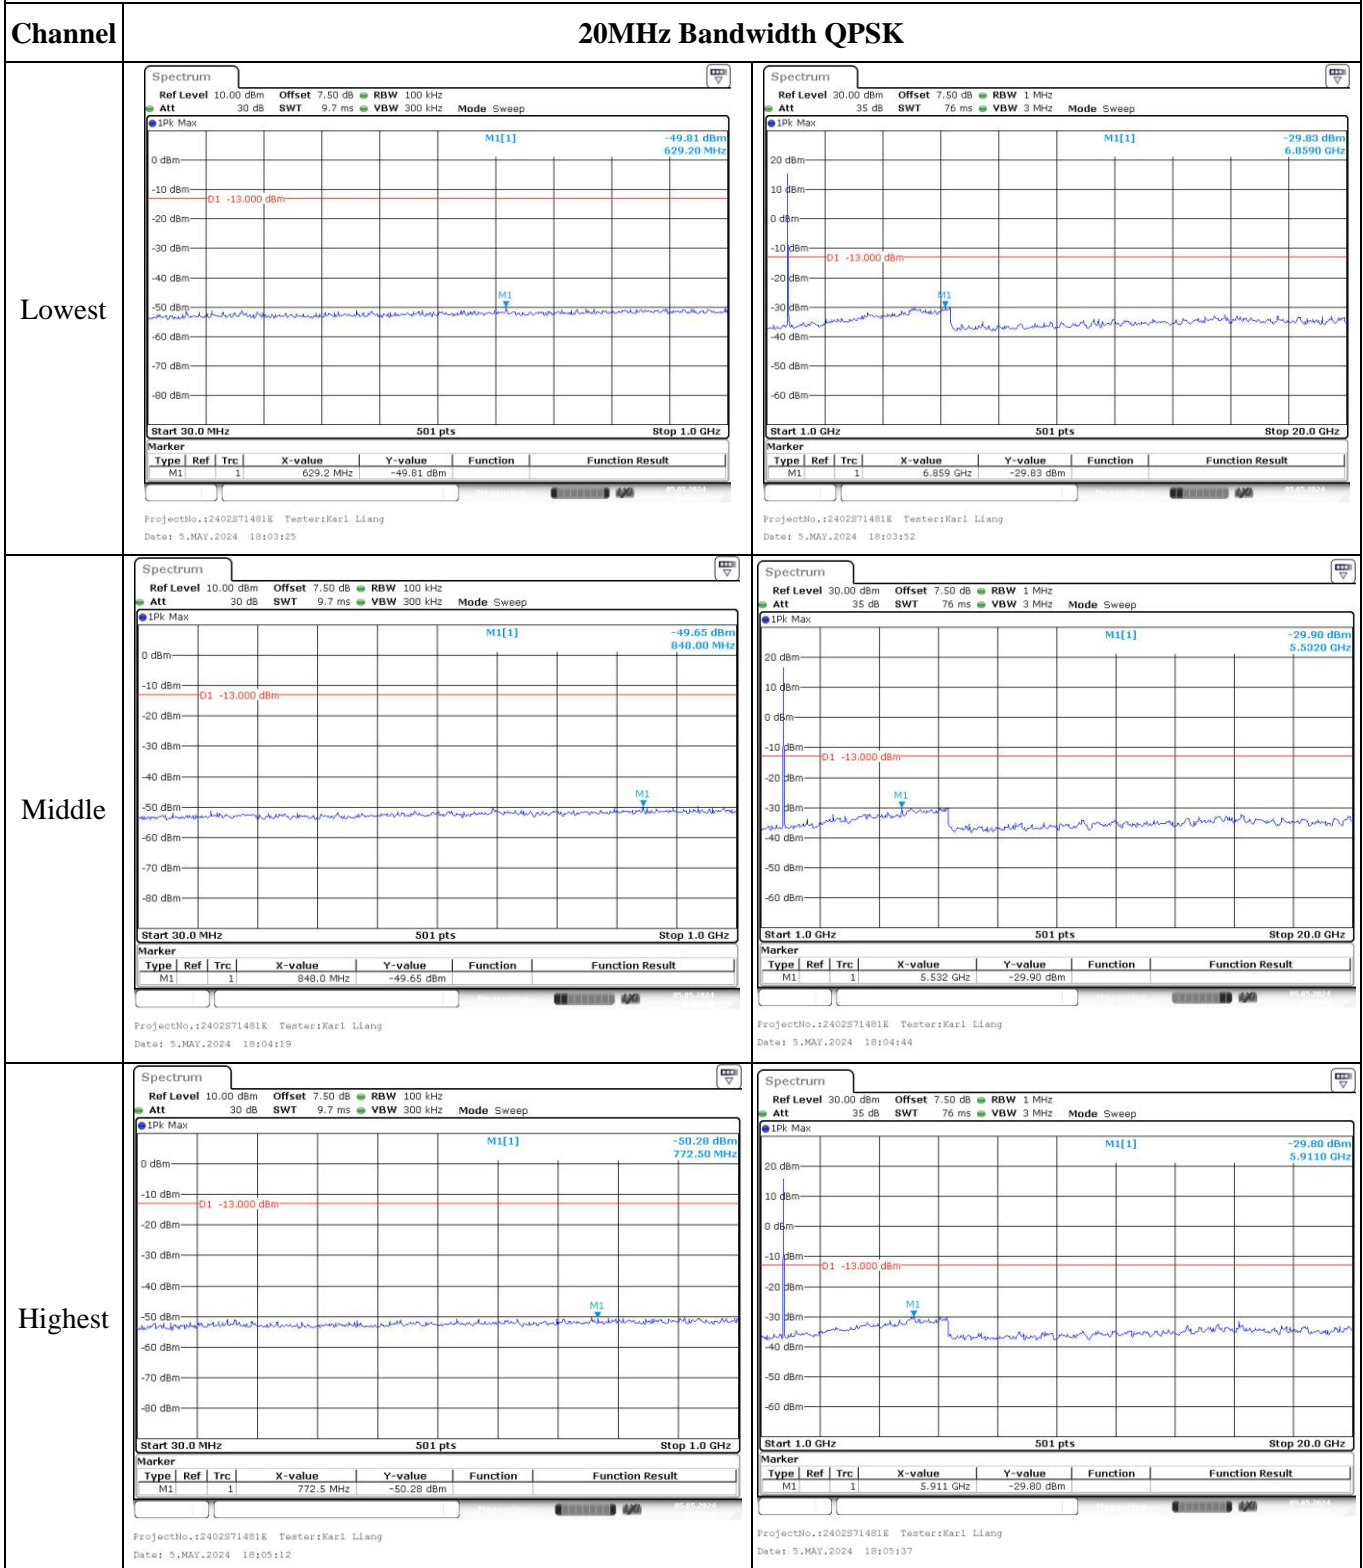 Channel
20MHz Bandwidth QPSK
Lowest
Spectrum
Ref Level 10.00 dBm Offset 7.50 dB RBW 100 kHz
Att 30 dB SWT 9.7 ms VBW 300 kHz Mode Sweep
1Pk Max
M1[1] -49.81 dBm
629.20 MHz
0 dBm
-10 dBm
D1 -13.000 dBm
-20 dBm
-30 dBm
-40 dBm
M1
-50 dBm
-60 dBm
-70 dBm
-80 dBm
Start 30.0 MHz 501 pts Stop 1.0 GHz
Marker
Type Ref Trc X-value Y-value Function Function Result
M1 1 629.2 MHz -49.81 dBm
ProjectNo.:2402S71481E Tester:Karl Liang
Date: 5.MAY.2024 18:03:25
Spectrum
Ref Level 30.00 dBm Offset 7.50 dB RBW 1 MHz
Att 35 dB SWT 76 ms VBW 3 MHz Mode Sweep
1Pk Max
M1[1] -29.83 dBm
6.8590 GHz
20 dBm
10 dBm
0 dBm
-10 dBm
D1 -13.000 dBm
-20 dBm
M1
-30 dBm
-40 dBm
-50 dBm
-60 dBm
Start 1.0 GHz 501 pts Stop 20.0 GHz
Marker
Type Ref Trc X-value Y-value Function Function Result
M1 1 6.859 GHz -29.83 dBm
ProjectNo.:2402S71481E Tester:Karl Liang
Date: 5.MAY.2024 18:03:52
Middle
Spectrum
Ref Level 10.00 dBm Offset 7.50 dB RBW 100 kHz
Att 30 dB SWT 9.7 ms VBW 300 kHz Mode Sweep
1Pk Max
M1[1] -49.65 dBm
848.00 MHz
0 dBm
-10 dBm
D1 -13.000 dBm
-20 dBm
-30 dBm
-40 dBm
M1
-50 dBm
-60 dBm
-70 dBm
-80 dBm
Start 30.0 MHz 501 pts Stop 1.0 GHz
Marker
Type Ref Trc X-value Y-value Function Function Result
M1 1 848.0 MHz -49.65 dBm
ProjectNo.:2402S71481E Tester:Karl Liang
Date: 5.MAY.2024 18:04:19
Spectrum
Ref Level 30.00 dBm Offset 7.50 dB RBW 1 MHz
Att 35 dB SWT 76 ms VBW 3 MHz Mode Sweep
1Pk Max
M1[1] -29.90 dBm
5.5320 GHz
20 dBm
10 dBm
0 dBm
-10 dBm
D1 -13.000 dBm
-20 dBm
M1
-30 dBm
-40 dBm
-50 dBm
-60 dBm
Start 1.0 GHz 501 pts Stop 20.0 GHz
Marker
Type Ref Trc X-value Y-value Function Function Result
M1 1 5.532 GHz -29.90 dBm
ProjectNo.:2402S71481E Tester:Karl Liang
Date: 5.MAY.2024 18:04:44
Highest
Spectrum
Ref Level 10.00 dBm Offset 7.50 dB RBW 100 kHz
Att 30 dB SWT 9.7 ms VBW 300 kHz Mode Sweep
1Pk Max
M1[1] -50.28 dBm
772.50 MHz
0 dBm
-10 dBm
D1 -13.000 dBm
-20 dBm
-30 dBm
-40 dBm
M1
-50 dBm
-60 dBm
-70 dBm
-80 dBm
Start 30.0 MHz 501 pts Stop 1.0 GHz
Marker
Type Ref Trc X-value Y-value Function Function Result
M1 1 772.5 MHz -50.28 dBm
ProjectNo.:2402S71481E Tester:Karl Liang
Date: 5.MAY.2024 18:05:12
Spectrum
Ref Level 30.00 dBm Offset 7.50 dB RBW 1 MHz
Att 35 dB SWT 76 ms VBW 3 MHz Mode Sweep
1Pk Max
M1[1] -29.80 dBm
5.9110 GHz
20 dBm
10 dBm
0 dBm
-10 dBm
D1 -13.000 dBm
-20 dBm
M1
-30 dBm
-40 dBm
-50 dBm
-60 dBm
Start 1.0 GHz 501 pts Stop 20.0 GHz
Marker
Type Ref Trc X-value Y-value Function Function Result
M1 1 5.911 GHz -29.80 dBm
ProjectNo.:2402S71481E Tester:Karl Liang
Date: 5.MAY.2024 18:05:37